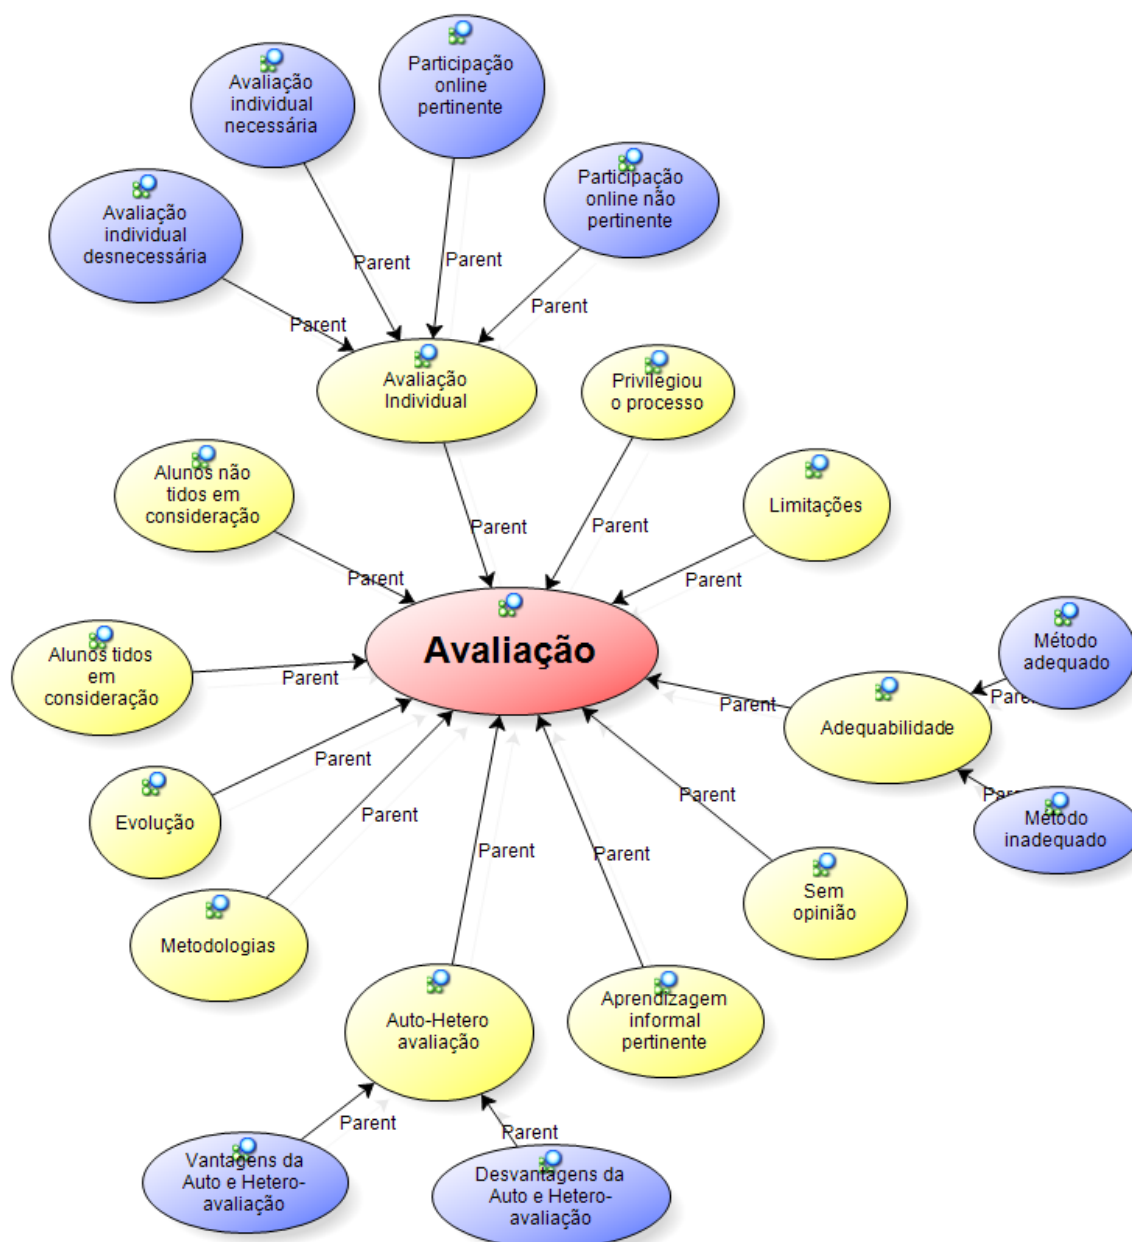 Participação
online
pertinente
Avaliação
individual
necessária
Participação
online não
pertinente
Avaliação
individual
desnecessária
Parent
Parent
Parent
Parent
Avaliação
Individual
Privilegiou
o processo
Alunos não
tidos em
consideração
Limitações
Parent
Parent
Parent
Parent
Avaliação
Alunos tidos
em
consideração
Parent
Método
adequado
Parent
Adequabilidade
Parent
Evolução
Parent
Parent
Parent
Parent
Parent
Método
inadequado
Sem
opinião
Metodologias
Auto-Hetero
avaliação
Aprendizagem
informal
pertinente
Parent
Parent
Vantagens da
Auto e Hetero-
avaliação
Desvantagens da
Auto e Hetero-
avaliação